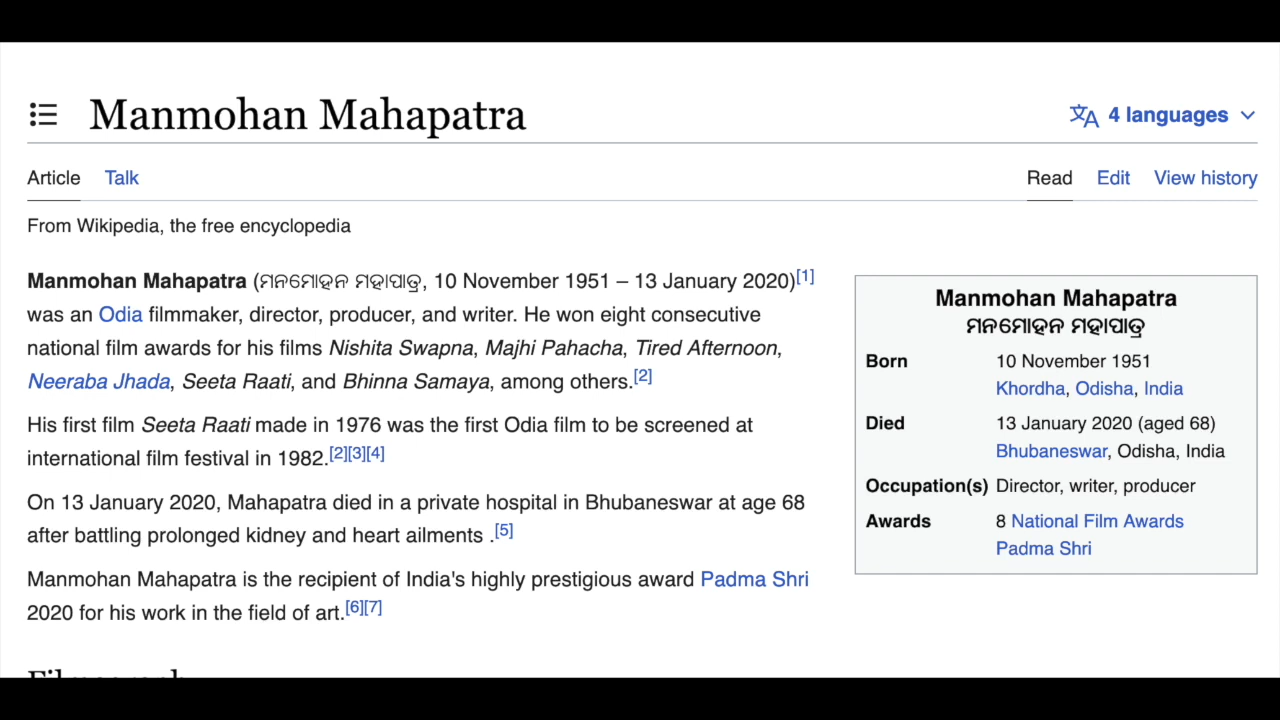 Manmohan Mahapatra
4 languages
Article Talk
Read Edit View history
From Wikipedia, the free encyclopedia
Manmohan Mahapatra (ମନମୋହନ ମହାପାତ୍ର, 10 November 1951 – 13 January 2020)[1]
was an Odia filmmaker, director, producer, and writer. He won eight consecutive
national film awards for his films Nishita Swapna, Majhi Pahacha, Tired Afternoon,
Neeraba Jhada, Seeta Raati, and Bhinna Samaya, among others.[2]
His first film Seeta Raati made in 1976 was the first Odia film to be screened at
international film festival in 1982.[2][3][4]
On 13 January 2020, Mahapatra died in a private hospital in Bhubaneswar at age 68
after battling prolonged kidney and heart ailments .[5]
Manmohan Mahapatra is the recipient of India's highly prestigious award Padma Shri
2020 for his work in the field of art.[6][7]
Manmohan Mahapatra
ମନମୋହନ ମହାପାତ୍ର
Born 10 November 1951
Khordha, Odisha, India
Died 13 January 2020 (aged 68)
Bhubaneswar, Odisha, India
Occupation(s) Director, writer, producer
Awards 8 National Film Awards
Padma Shri